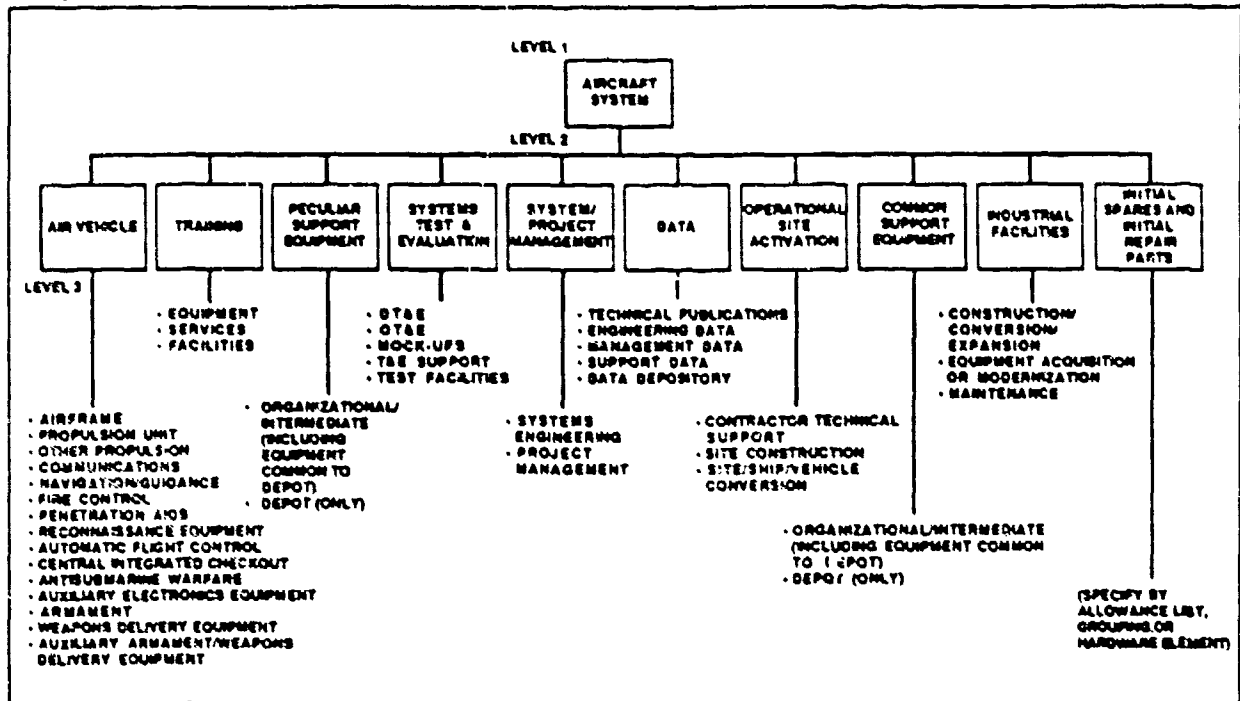 LEVEL 1
AIRCRAFT
SYSTEM
LEVEL 2
AIR VEHICLE
TRAINING
PECULIAR
SUPPORT
EQUIPMENT
SYSTEMS
TEST &
EVALUATION
SYSTEM/
PROJECT
MANAGEMENT
DATA
OPERATIONAL
SITE
ACTIVATION
COMMON
SUPPORT
EQUIPMENT
INDUSTRIAL
FACILITIES
INITIAL
SPARES AND
INITIAL
REPAIR
PARTS
LEVEL 3
· AIRFRAME
· PROPULSION UNIT
· OTHER PROPULSION
· COMMUNICATIONS
· NAVIGATION/GUIDANCE
· FIRE CONTROL
· PENETRATION AIDS
· RECONNAISSANCE EQUIPMENT
· AUTOMATIC FLIGHT CONTROL
· CENTRAL INTEGRATED CHECKOUT
· ANTISUBMARINE WARFARE
· AUXILIARY ELECTRONICS EQUIPMENT
· ARMAMENT
· WEAPONS DELIVERY EQUIPMENT
· AUXILIARY ARMAMENT/WEAPONS
DELIVERY EQUIPMENT
· EQUIPMENT
· SERVICES
· FACILITIES
· ORGANIZATIONAL/
INTERMEDIATE
(INCLUDING
EQUIPMENT
COMMON TO
DEPOT)
· DEPOT (ONLY)
· DT&E
· OT&E
· MOCK-UPS
· T&E SUPPORT
· TEST FACILITIES
· SYSTEMS
ENGINEERING
· PROJECT
MANAGEMENT
· TECHNICAL PUBLICATIONS
· ENGINEERING DATA
· MANAGEMENT DATA
· SUPPORT DATA
· DATA DEPOSITORY
· CONTRACTOR TECHNICAL
SUPPORT
· SITE CONSTRUCTION
· SITE/SHIP/VEHICLE
CONVERSION
· ORGANIZATIONAL/INTERMEDIATE
(INCLUDING EQUIPMENT COMMON
TO DEPOT)
· DEPOT (ONLY)
· CONSTRUCTION/
CONVERSION/
EXPANSION
· EQUIPMENT ACQUISITION
OR MODERNIZATION
· MAINTENANCE
(SPECIFY BY
ALLOWANCE LIST,
GROUPING OR
HARDWARE ELEMENT)